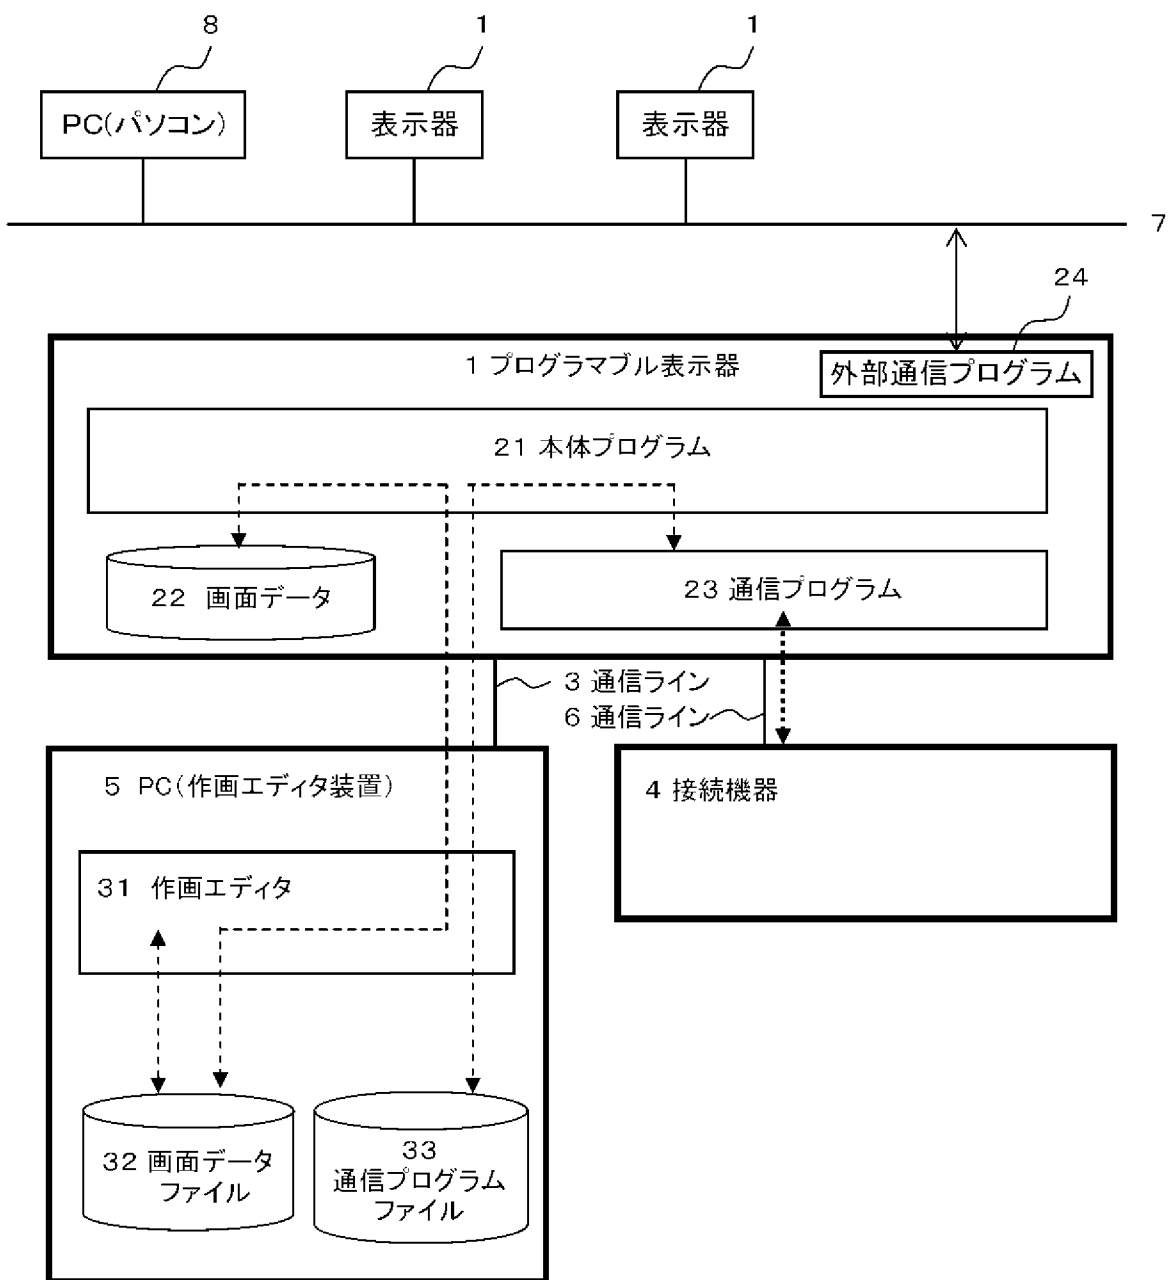 8
1
1
PC(パソコン)
表示器
表示器
7
24
1 プログラマブル表示器
外部通信プログラム
21 本体プログラム
22 画面データ
23 通信プログラム
3 通信ライン
6 通信ライン
5 PC(作画エディタ装置)
4 接続機器
31 作画エディタ
32 画面データ
ファイル
33
通信プログラム
ファイル